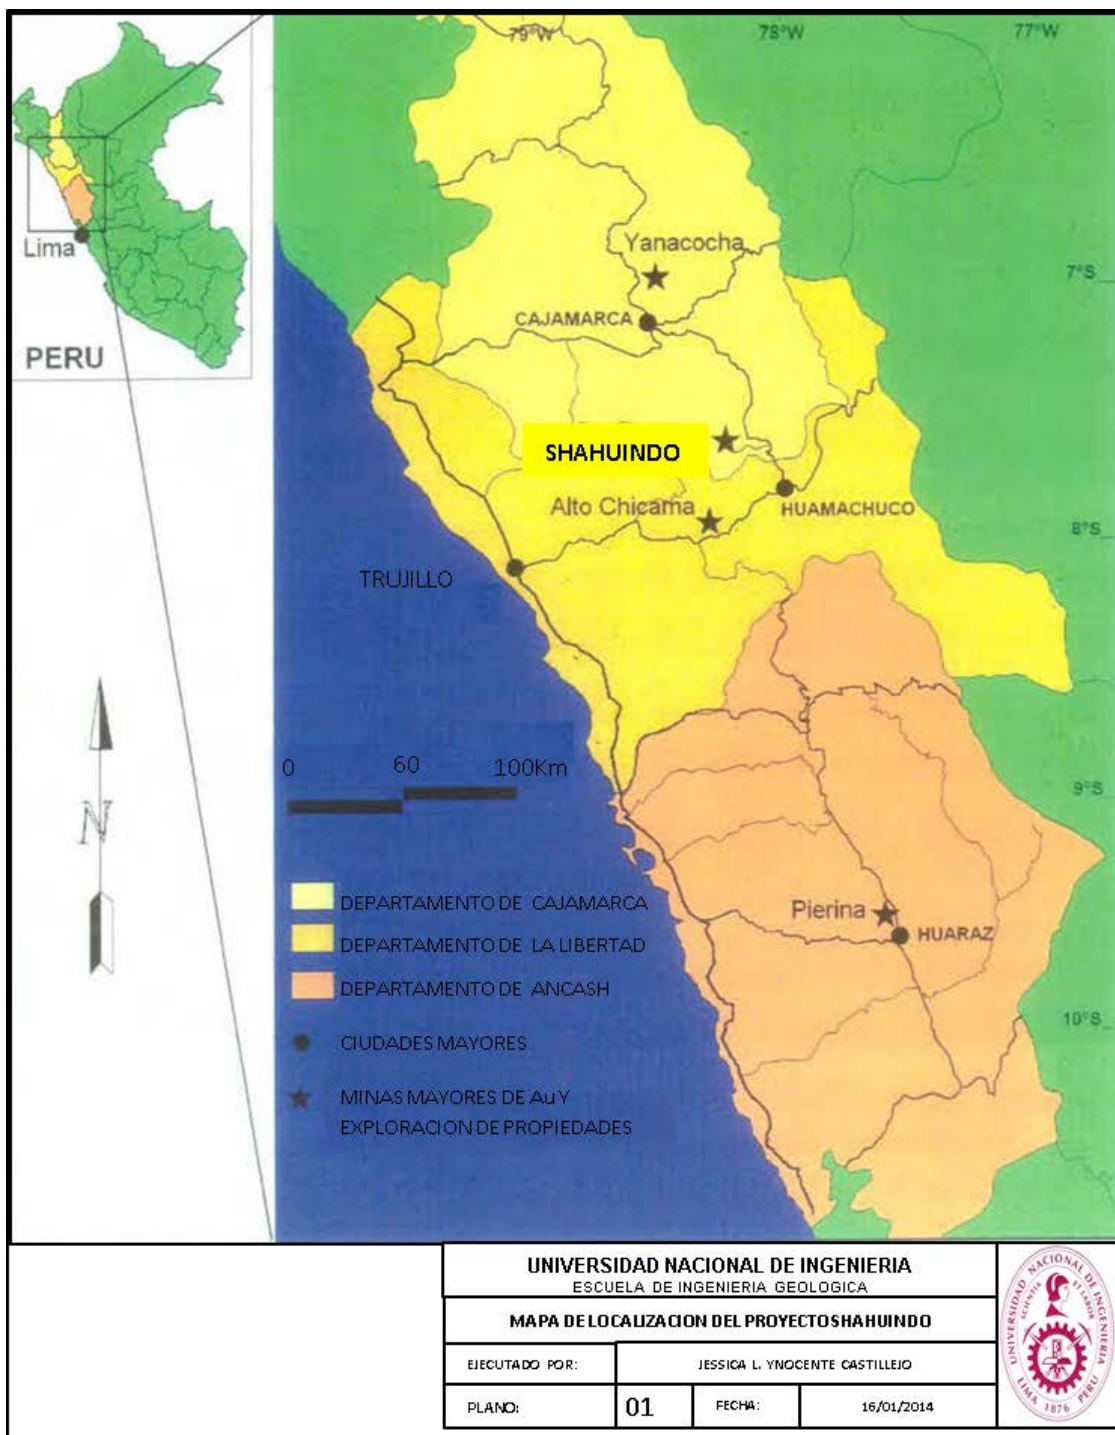 79°W
78°W
77°W
Lima
PERU
Yanacocha
7°S
CAJAMARCA
SHAHUINDO
Alto Chicama
HUAMACHUCO
8°S
TRUJILLO
0 60 100Km
9°S
N
DEPARTAMENTO DE CAJAMARCA
DEPARTAMENTO DE LA LIBERTAD
DEPARTAMENTO DE ANCASH
Pierina
HUARAZ
10°S
CIUDADES MAYORES
MINAS MAYORES DE Au Y
EXPLORACION DE PROPIEDADES
UNIVERSIDAD NACIONAL DE INGENIERIA
ESCUELA DE INGENIERIA GEOLOGICA
MAPA DE LOCALIZACION DEL PROYECTO SHAHUINDO
EJECUTADO POR: JESSICA L. YNOCENTE CASTILLEJO
PLANO: 01 FECHA: 16/01/2014
UNIVERSIDAD NACIONAL DE INGENIERIA
SCIENTIA ET LABOR
LIMA 1876 PERU